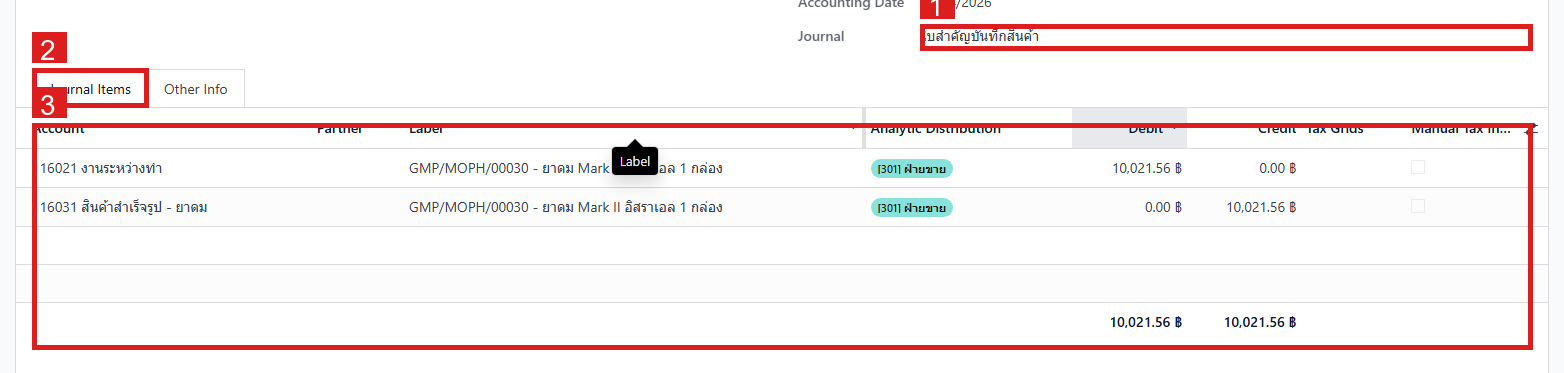 Accounting Date /2026
1
Journal
บสำคัญบันทึกสินค้า
2
Journal Items Other Info
3
Account Partner Label Analytic Distribution Debit Credit Tax Grids Manual Tax In...
Label
16021 งานระหว่างทำ GMP/MOPH/00030 - ยาดม Mark เอล 1 กล่อง [301] ฝ่ายขาย 10,021.56 ฿ 0.00 ฿
16031 สินค้าสำเร็จรูป - ยาดม GMP/MOPH/00030 - ยาดม Mark II อิสราเอล 1 กล่อง [301] ฝ่ายขาย 0.00 ฿ 10,021.56 ฿
10,021.56 ฿ 10,021.56 ฿